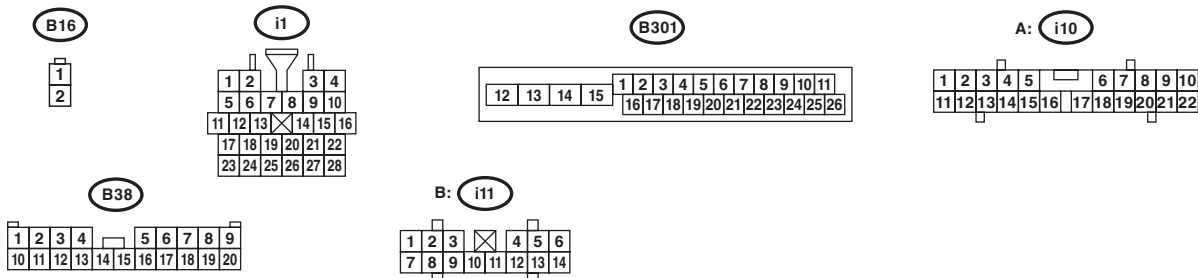 B16
1
2
i1
1 2 3 4
5 6 7 8 9 10
11 12 13 14 15 16
17 18 19 20 21 22
23 24 25 26 27 28
B301
1 2 3 4 5 6 7 8 9 10 11
12 13 14 15
16 17 18 19 20 21 22 23 24 25 26
A: i10
1 2 3 4 5 6 7 8 9 10
11 12 13 14 15 16 17 18 19 20 21 22
B38
1 2 3 4 5 6 7 8 9
10 11 12 13 14 15 16 17 18 19 20
B: i11
1 2 3 4 5 6
7 8 9 10 11 12 13 14